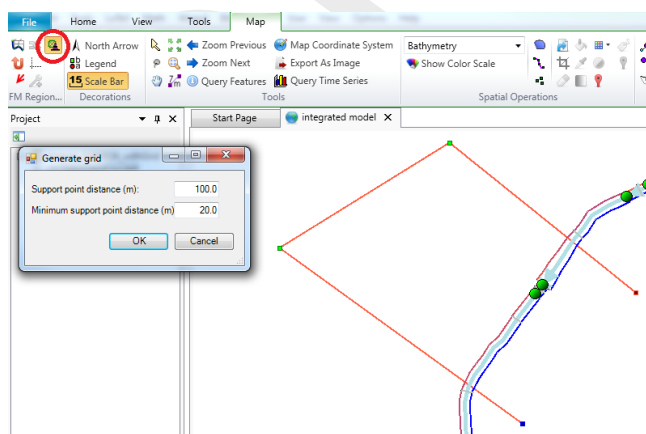 File Home View Tools Map
North Arrow Zoom Previous Map Coordinate System Bathymetry
Legend Zoom Next Export As Image Show Color Scale
15 Scale Bar Query Features Query Time Series
FM Region... Decorations Tools Spatial Operations
Project Start Page integrated model
Generate grid
Support point distance (m): 100.0
Minimum support point distance (m) 20.0
OK Cancel